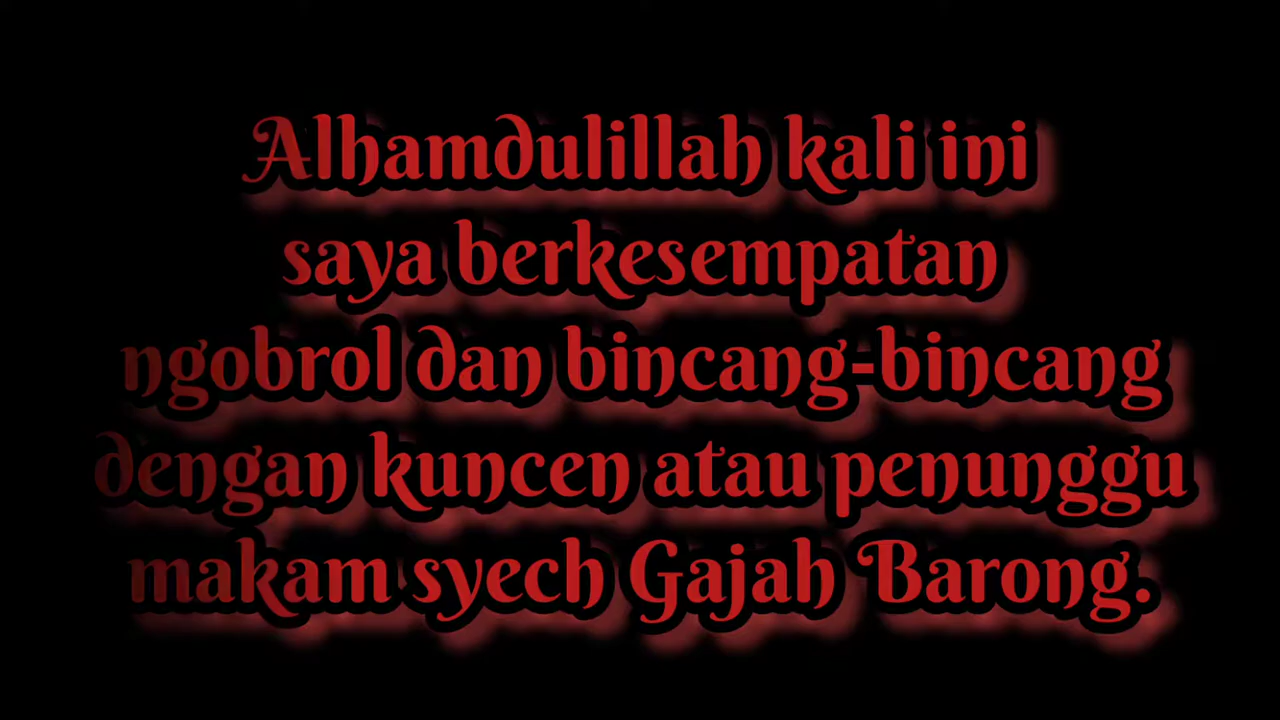 Alhamdulillah kali ini
saya berkesempatan
ngobrol dan bincang-bincang
dengan kuncen atau penunggu
makam syech Gajah Barong.